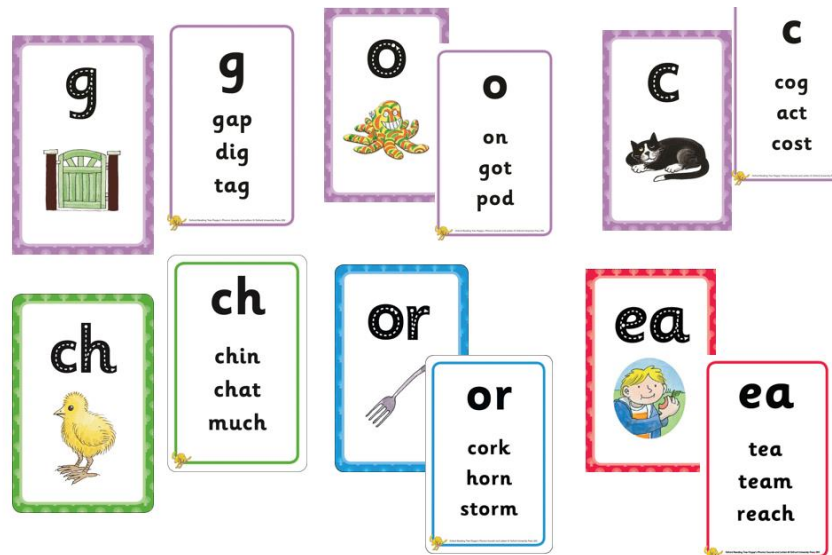 g
g
gap
dig
tag
o
o
on
got
pod
c
c
cog
act
cost
ch
ch
chin
chat
much
or
or
cork
horn
storm
ea
ea
tea
team
reach